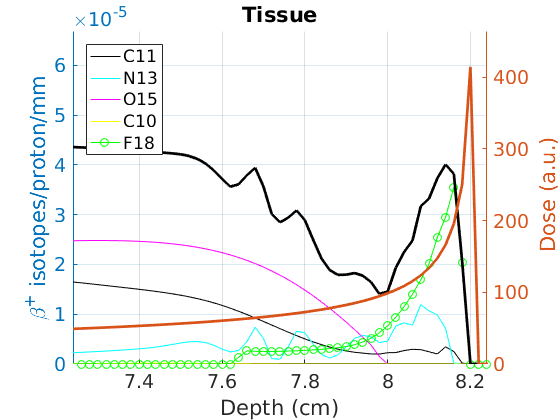 Tissue
×10⁻⁵
C11
N13
O15
C10
F18
6
5
4
3
2
1
0
β⁺ isotopes/proton/mm
400
300
200
100
0
Dose (a.u.)
7.4
7.6
7.8
8
8.2
Depth (cm)